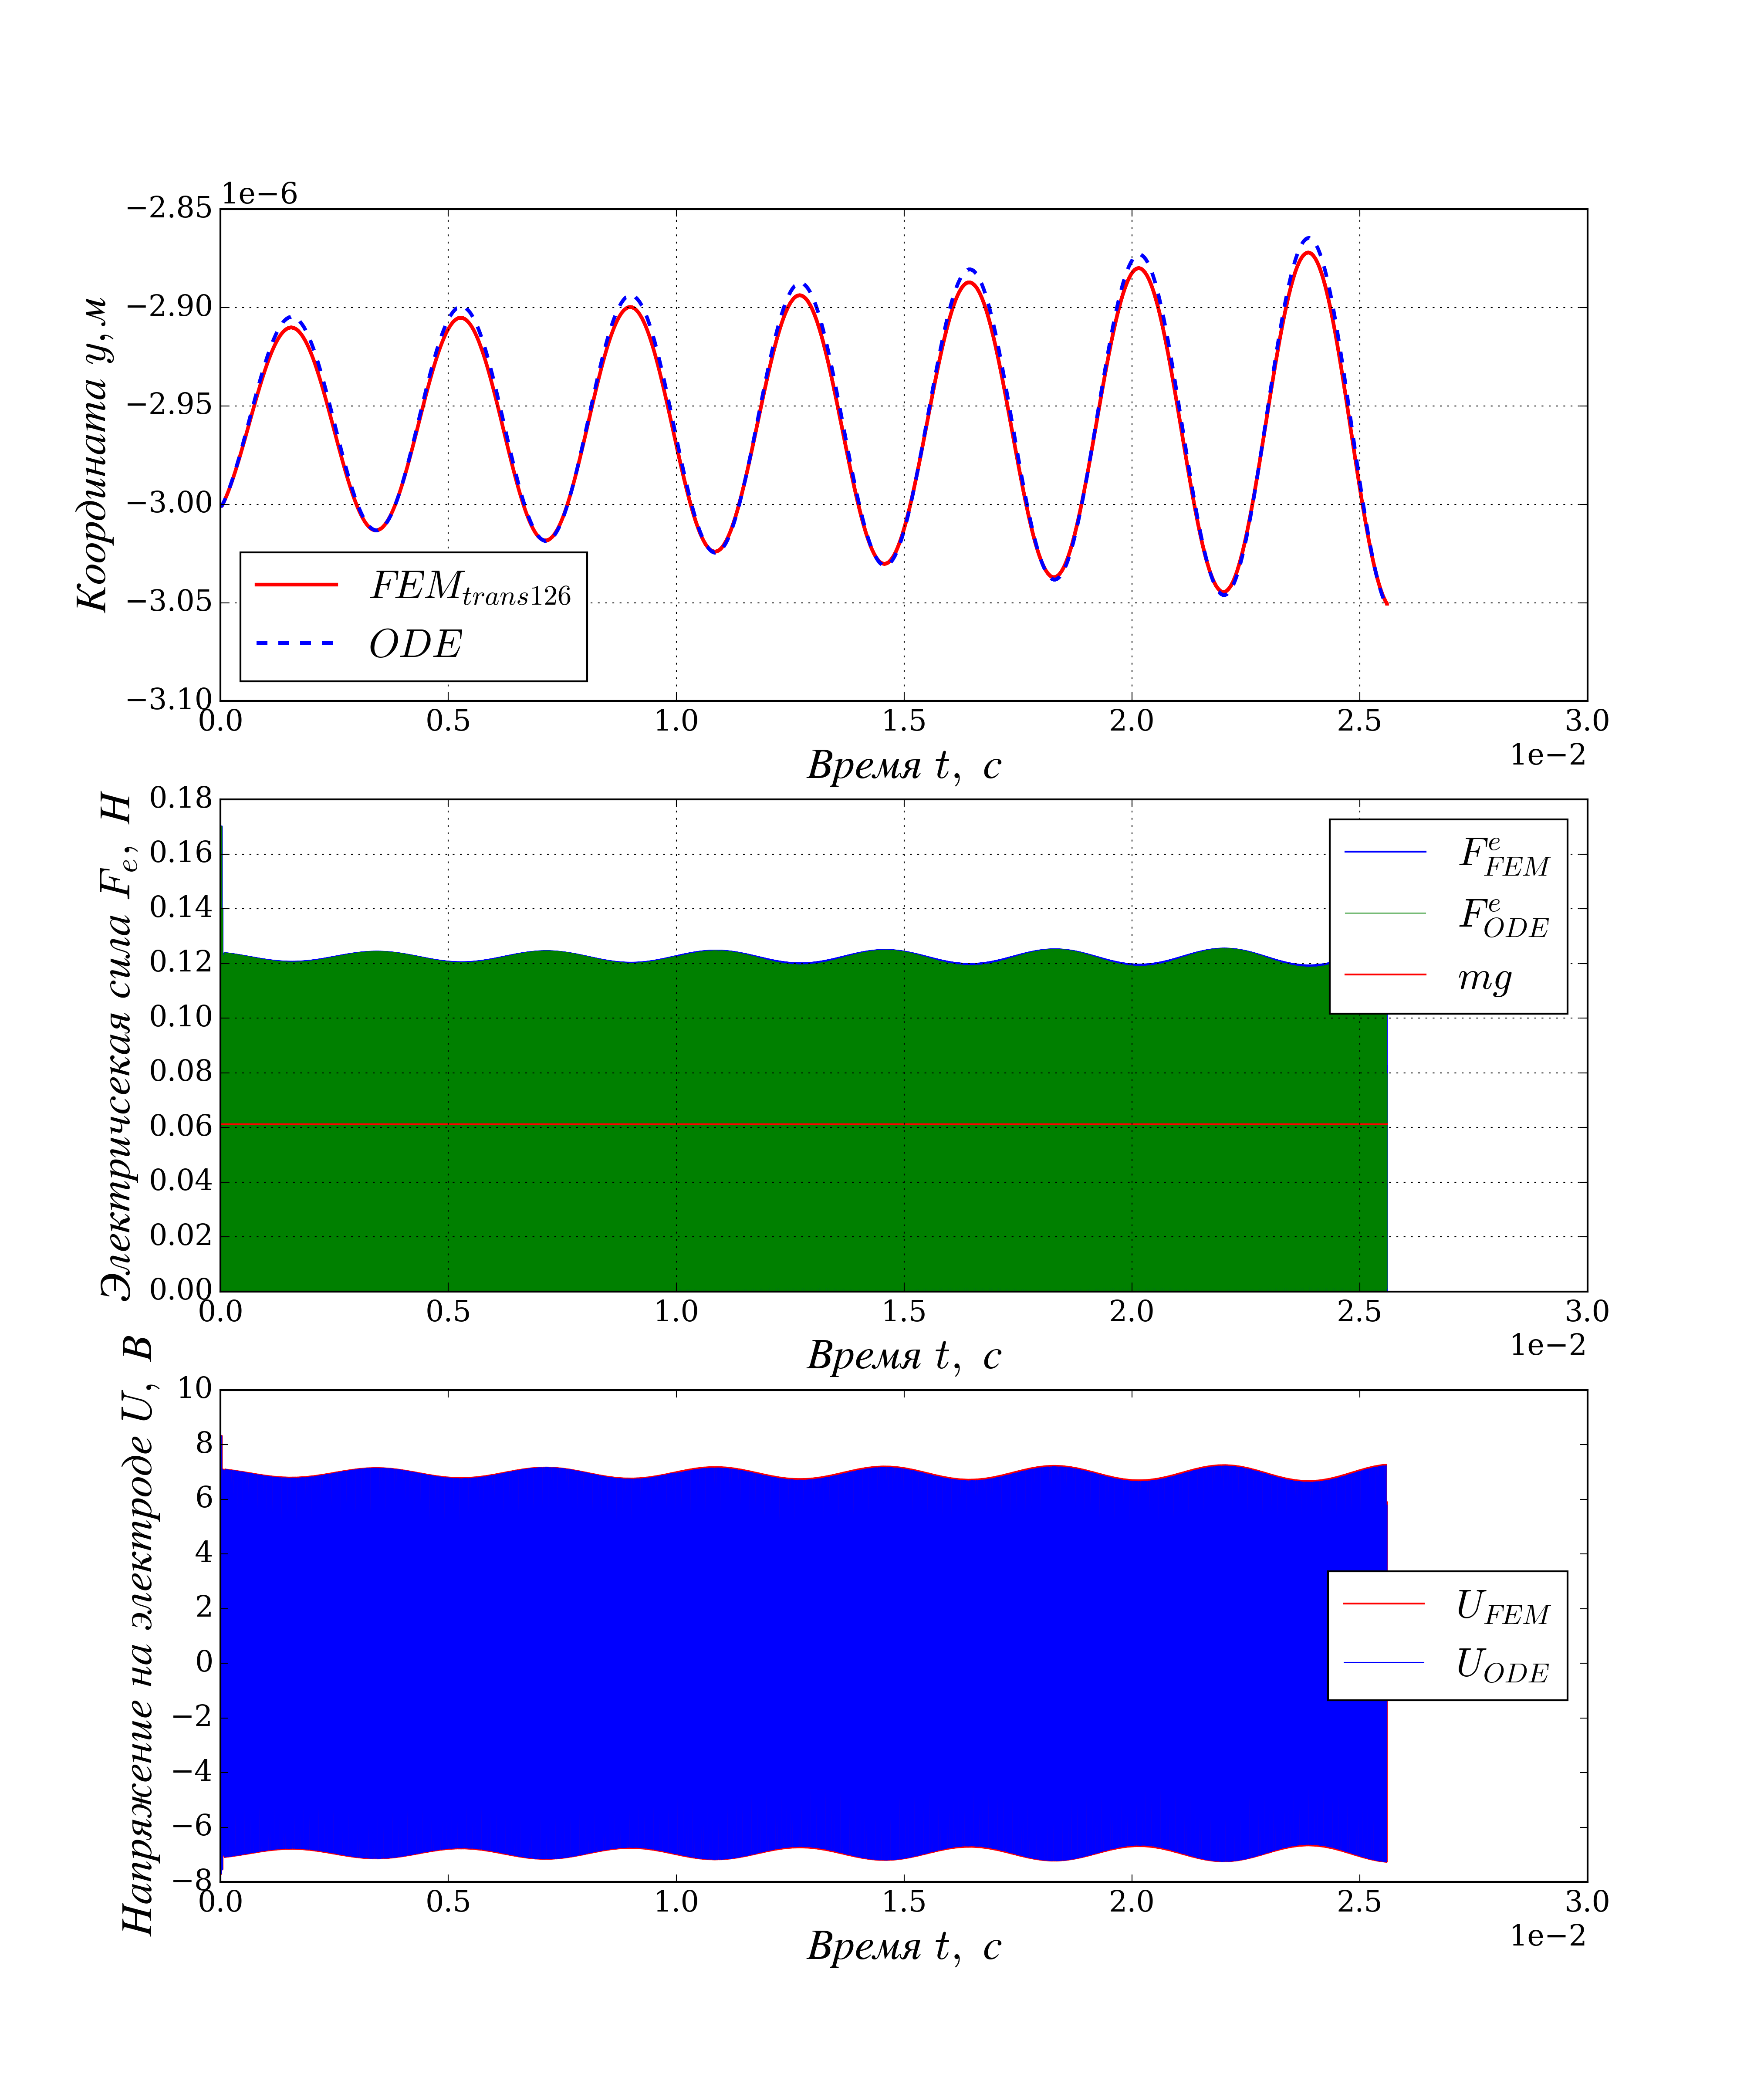 1e−6
−2.85
−2.90
−2.95
−3.00
−3.05
−3.10
Координата y, м
FEM_trans126
ODE
0.0 0.5 1.0 1.5 2.0 2.5 3.0
1e−2
Время t, с
0.18
0.16
0.14
0.12
0.10
0.08
0.06
0.04
0.02
0.00
Электричсекая сила F_e, Н
F^e_FEM
F^e_ODE
mg
0.0 0.5 1.0 1.5 2.0 2.5 3.0
1e−2
Время t, с
10
8
6
4
2
0
−2
−4
−6
−8
Напряжение на электроде U, В
U_FEM
U_ODE
0.0 0.5 1.0 1.5 2.0 2.5 3.0
1e−2
Время t, с